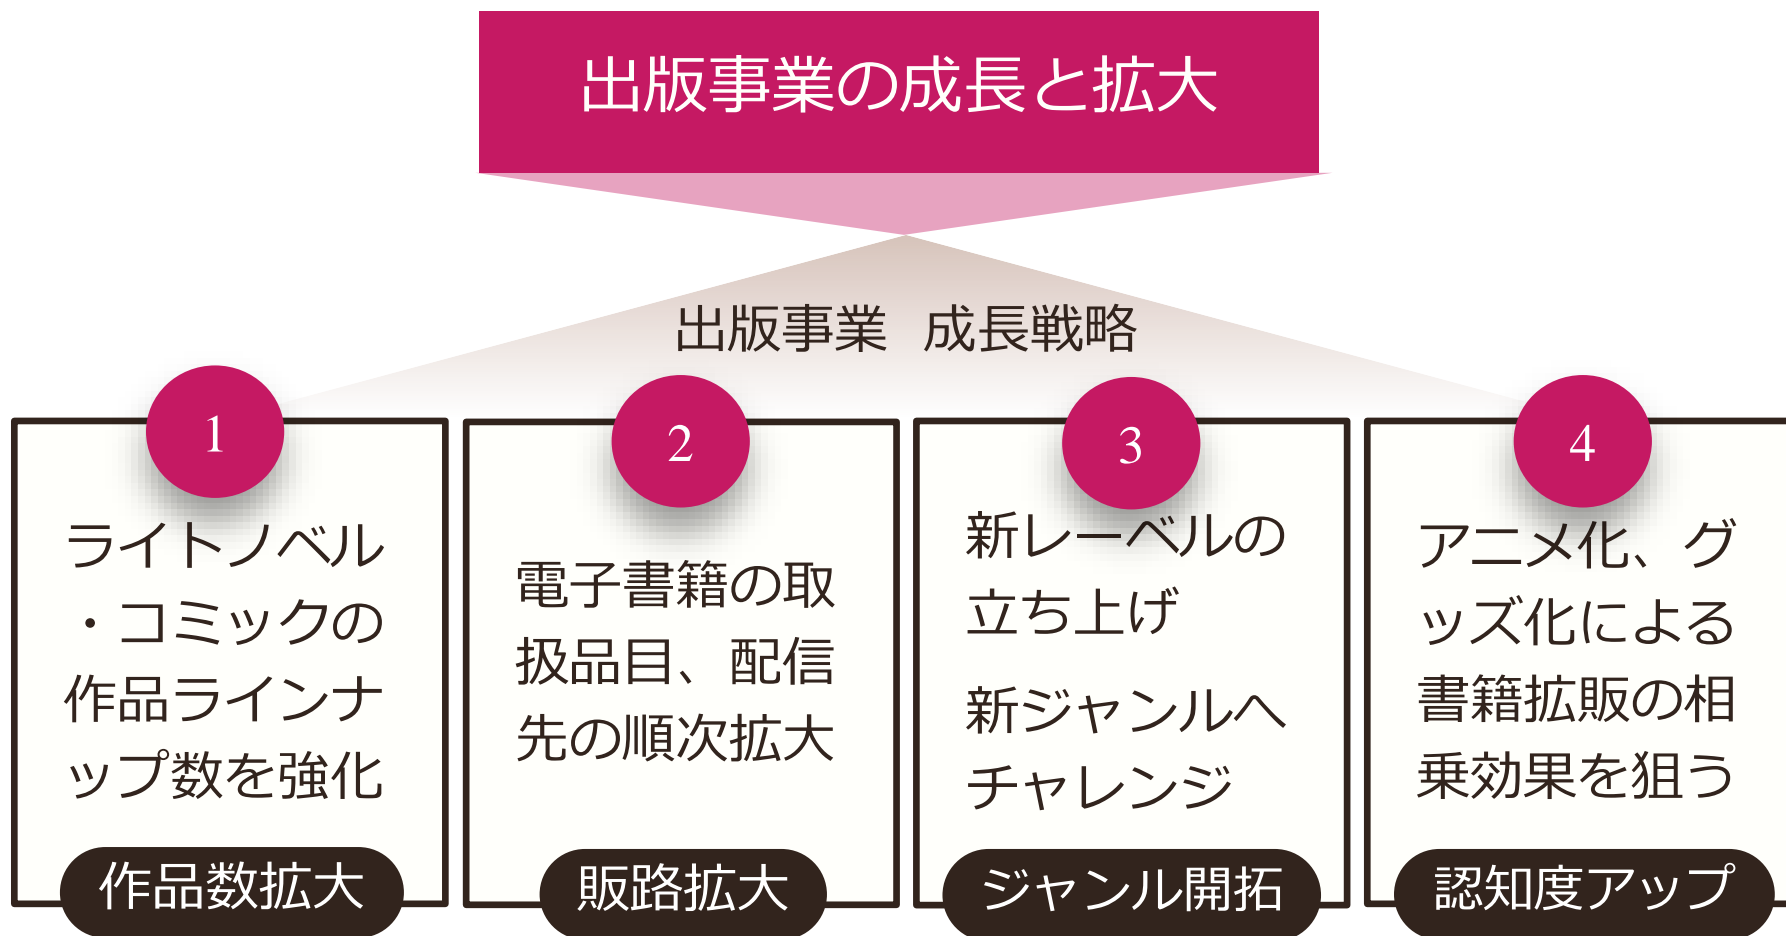 出版事業の成長と拡大
出版事業 成長戦略
1
ライトノベル
・コミックの
作品ラインナ
ップ数を強化
作品数拡大
2
電子書籍の取
扱品目、配信
先の順次拡大
販路拡大
3
新レーベルの
立ち上げ
新ジャンルへ
チャレンジ
ジャンル開拓
4
アニメ化、グ
ッズ化による
書籍拡販の相
乗効果を狙う
認知度アップ